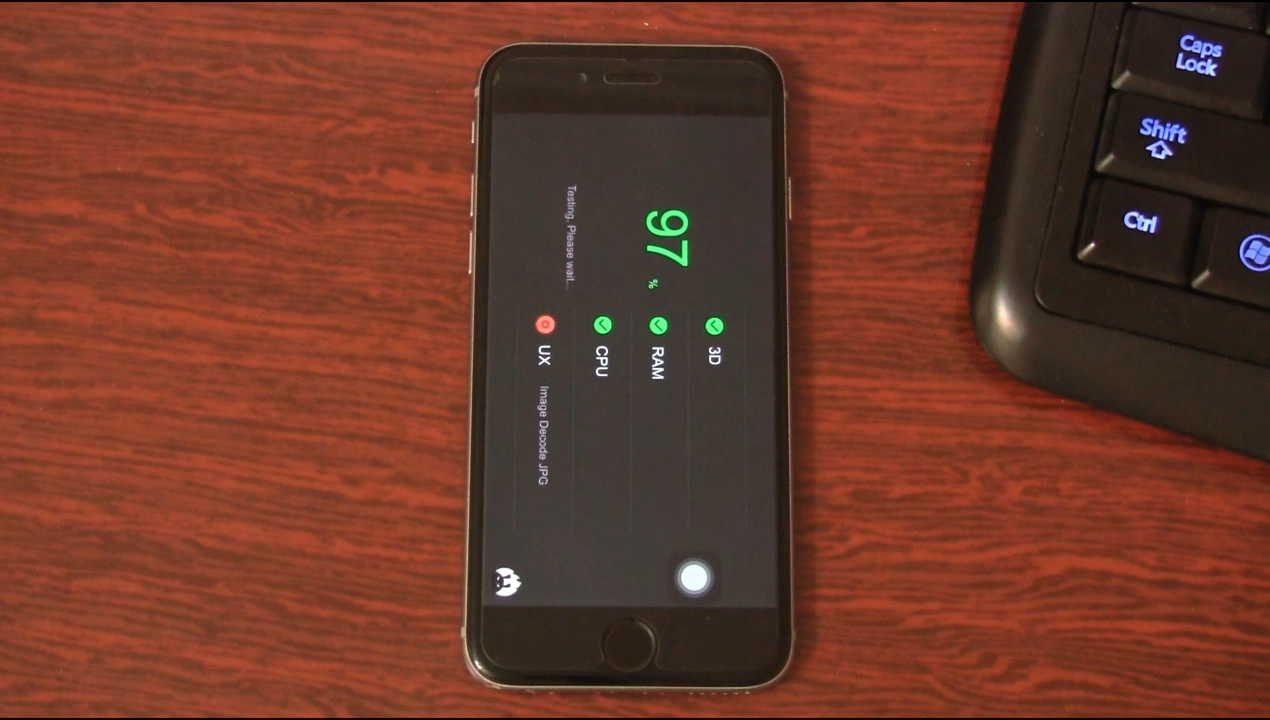 97 %
Testing. Please wait...
3D
RAM
CPU
UX Image Decode JPG
Caps Lock
Shift
Ctrl